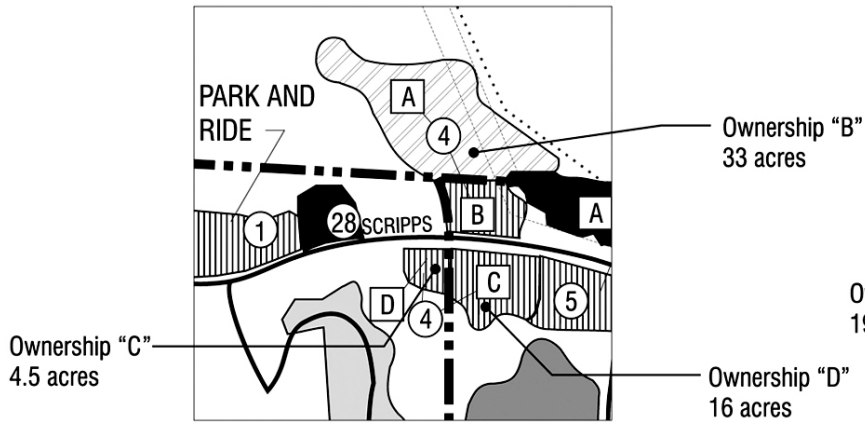 PARK AND
RIDE
A
4
Ownership “B”
33 acres
B
A
1
28 SCRIPPS
C
5
D
4
Ownership “C”
4.5 acres
Ownership “D”
16 acres
O
19